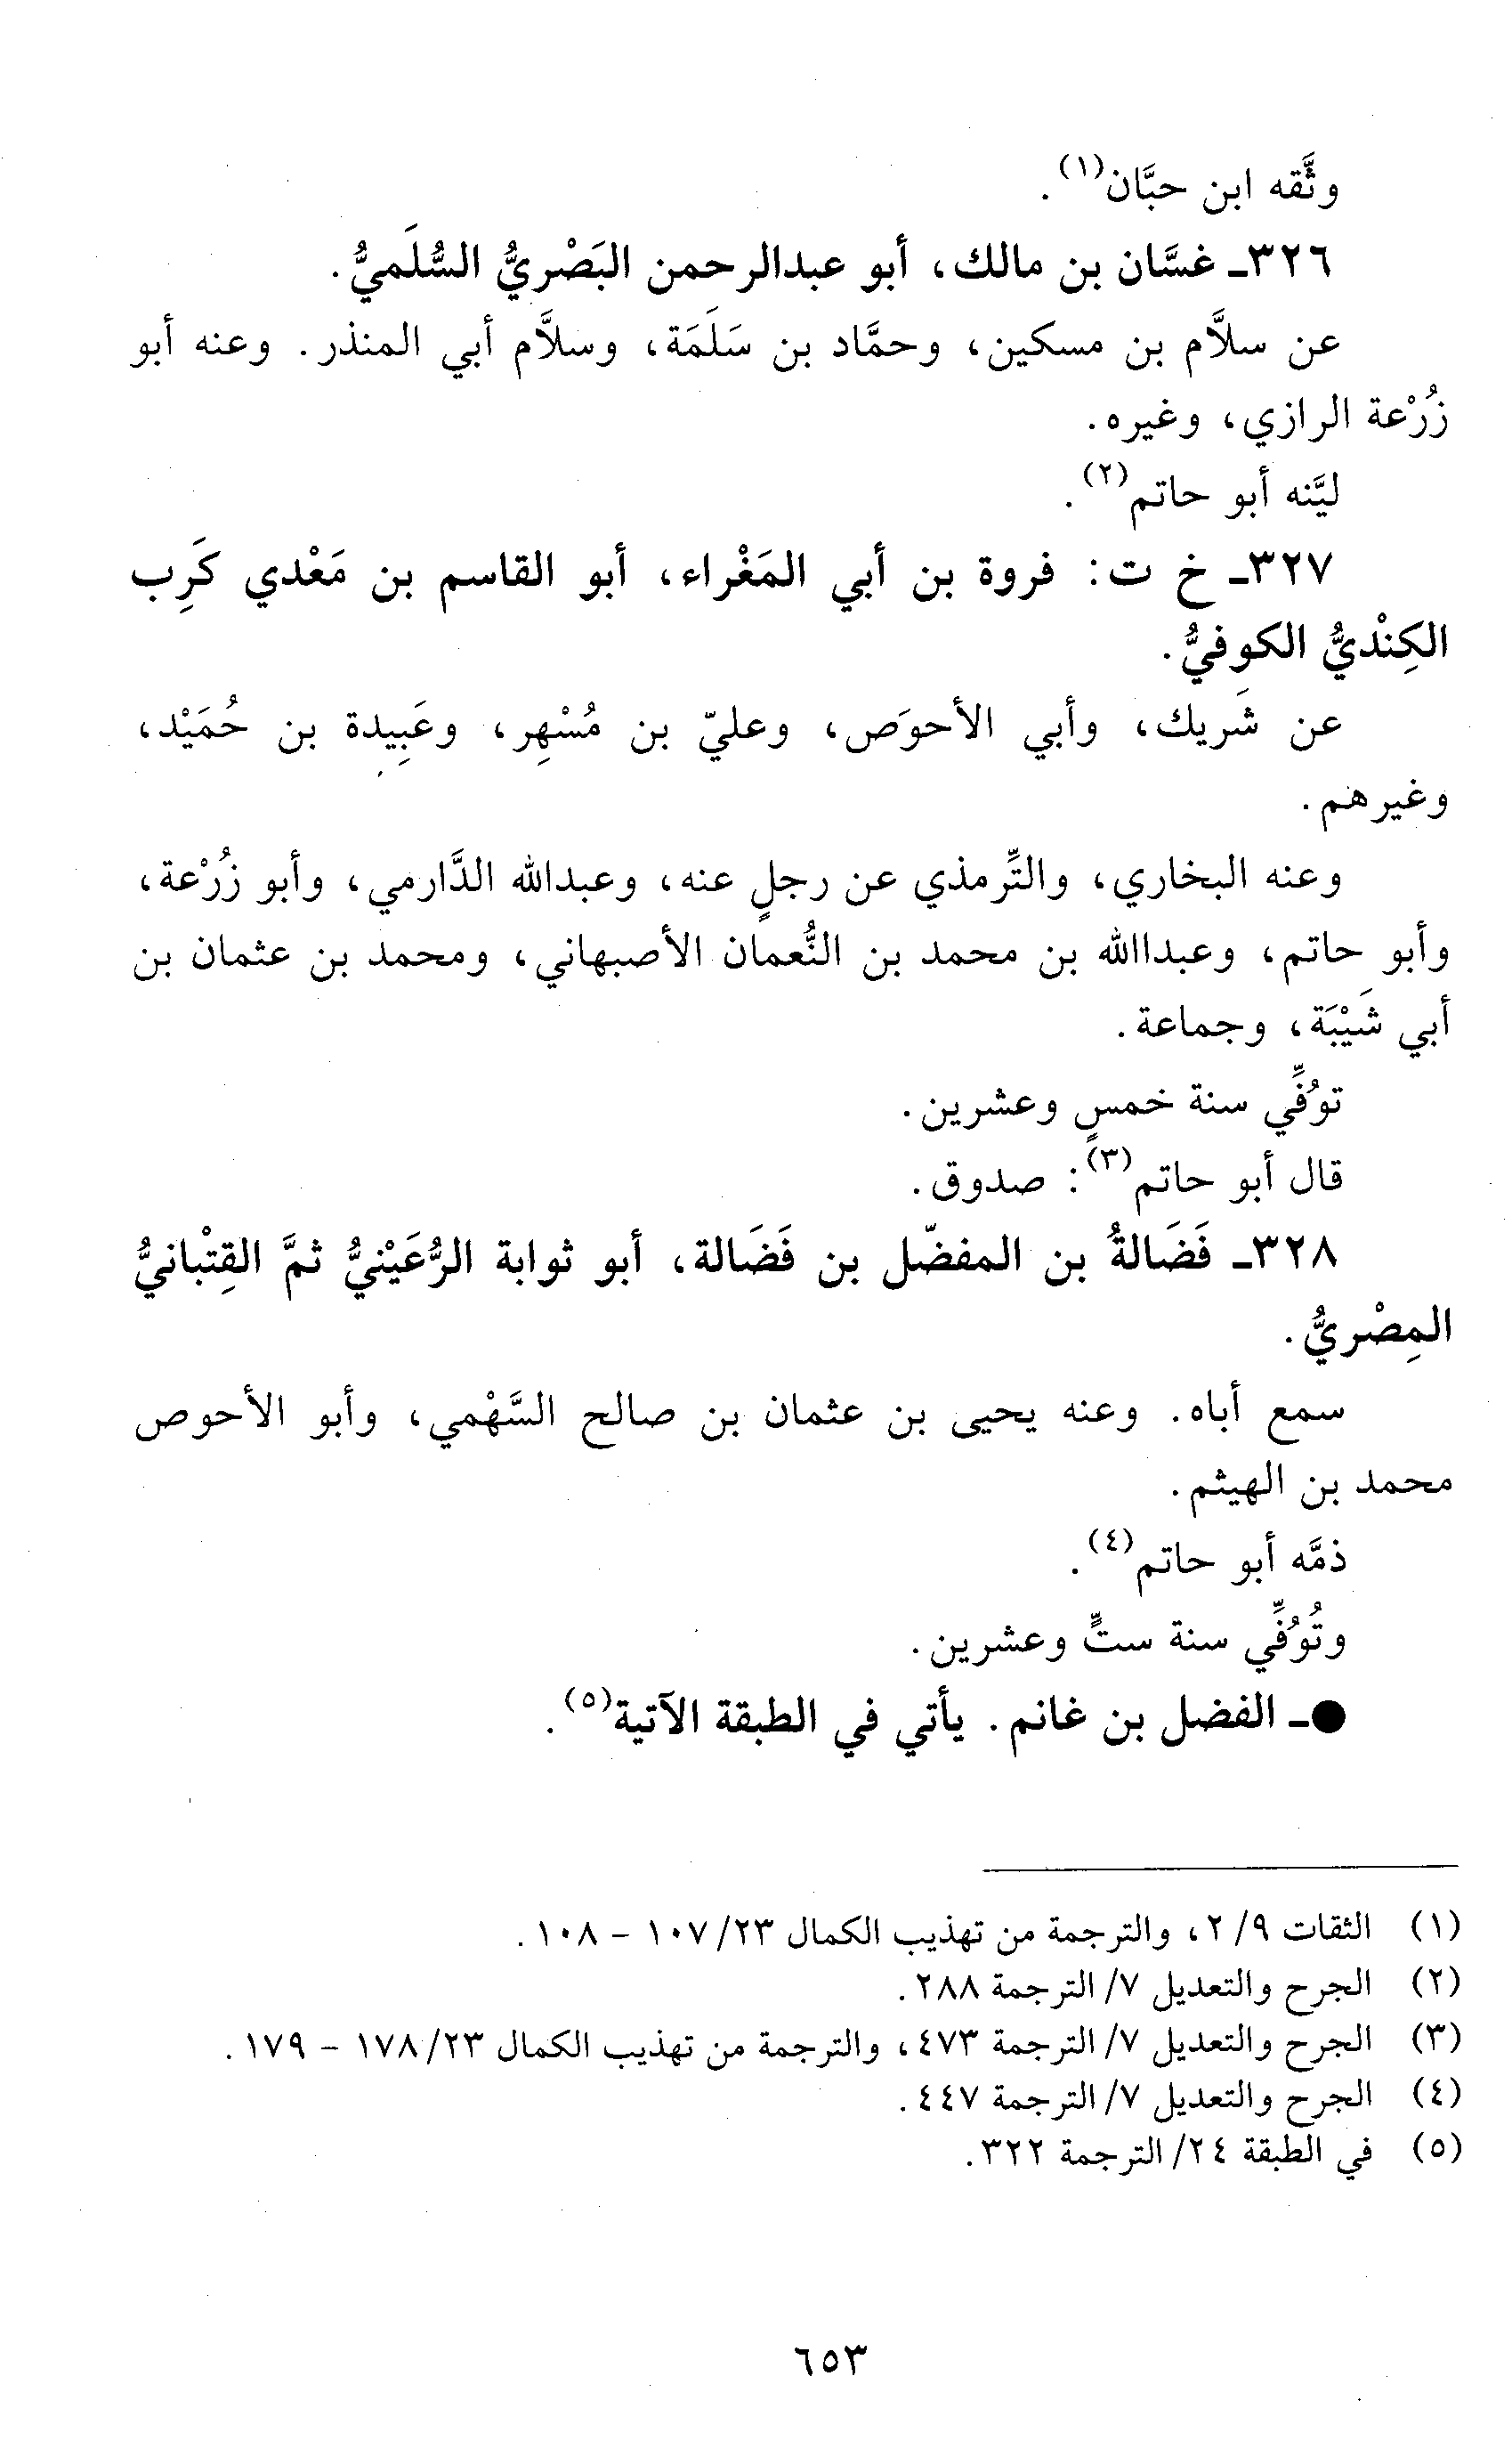 وثَّقه ابن حبَّان(١).
٣٢٦ـ غسَّان بن مالك، أبو عبدالرحمن البَصْريُّ السُّلَميُّ.
عن سلاَّم بن مسكين، وحمَّاد بن سَلَمَة، وسلاَّم أبي المنذر. وعنه أبو
زُرْعة الرازي، وغيره.
ليَّنه أبو حاتم(٢).
٣٢٧ـ خ ت: فروة بن أبي المَغْراء، أبو القاسم بن مَعْدي كَرِب
الكِنْديُّ الكوفيُّ.
عن شَريك، وأبي الأحوَص، وعليّ بن مُسْهِر، وعَبِيدة بن حُمَيْد،
وغيرهم.
وعنه البخاري، والتِّرمذي عن رجلٍ عنه، وعبدالله الدَّارمي، وأبو زُرْعة،
وأبو حاتم، وعبداالله بن محمد بن النُّعمان الأصبهاني، ومحمد بن عثمان بن
أبي شَيْبَة، وجماعة.
توُفِّي سنة خمسٍ وعشرين.
قال أبو حاتم(٣): صدوق.
٣٢٨ـ فَضَالةُ بن المفضّل بن فَضَالة، أبو ثوابة الرُّعَيْنيُّ ثمَّ القِتْبانيُّ
المِصْريُّ.
سمع أباه. وعنه يحيى بن عثمان بن صالح السَّهْمي، وأبو الأحوص
محمد بن الهيثم.
ذمَّه أبو حاتم(٤).
وتُوُفِّي سنة ستٍّ وعشرين.
●ـ الفضل بن غانم. يأتي في الطبقة الآتية(٥).
(١) الثقات ٩/ ٢، والترجمة من تهذيب الكمال ٢٣/ ١٠٧ - ١٠٨.
(٢) الجرح والتعديل ٧/ الترجمة ٢٨٨.
(٣) الجرح والتعديل ٧/ الترجمة ٤٧٣، والترجمة من تهذيب الكمال ٢٣/ ١٧٨ - ١٧٩.
(٤) الجرح والتعديل ٧/ الترجمة ٤٤٧.
(٥) في الطبقة ٢٤/ الترجمة ٣٢٢.
٦٥٣